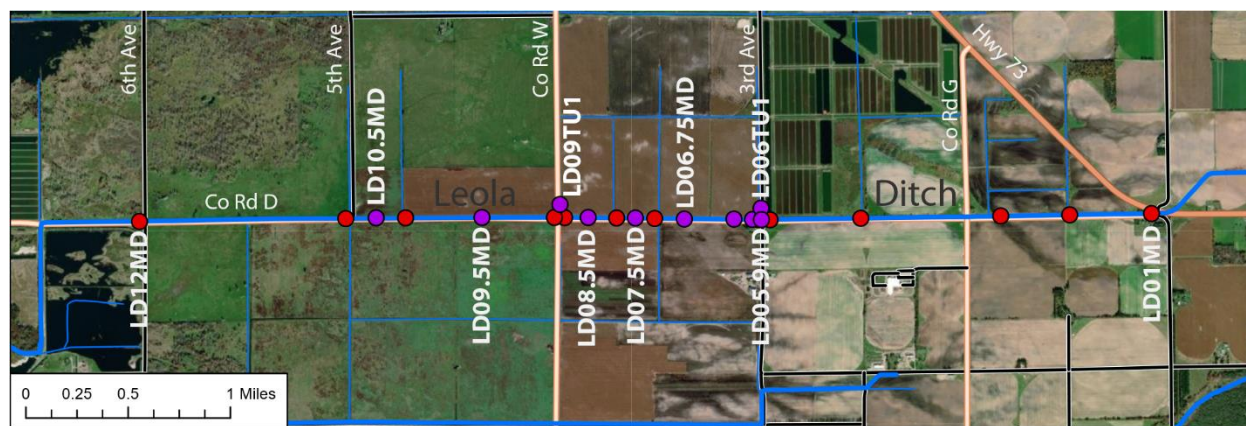 6th Ave
5th Ave
Co Rd W
3rd Ave
Co Rd G
Hwy 73
LD10.5MD
LD09TU1
LD06.75MD
LD06TU1
Co Rd D
Leola
Ditch
LD12MD
LD09.5MD
LD08.5MD
LD07.5MD
LD05.9MD
LD01MD
0 0.25 0.5 1 Miles